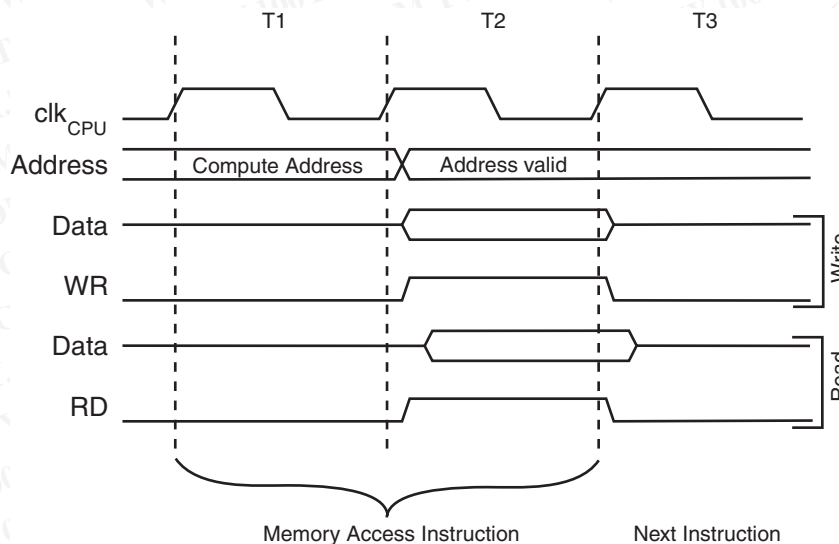 T1 T2 T3
clkCPU
Address Compute Address Address valid
Data
WR
Write
Data
RD
Read
Memory Access Instruction Next Instruction